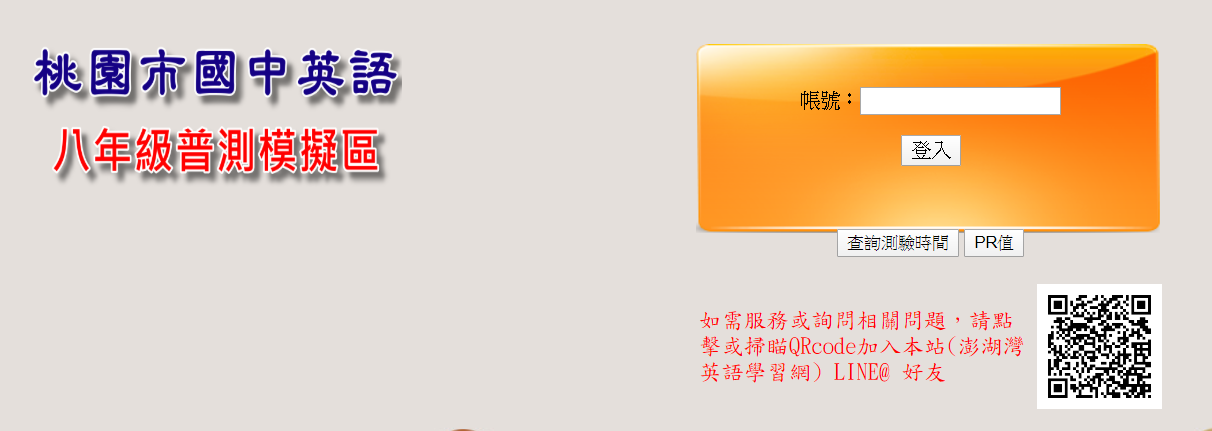 桃園市國中英語
八年級普測模擬區
帳號：
登入
查詢測驗時間 PR值
如需服務或詢問相關問題，請點
擊或掃瞄QRcode加入本站(澎湖灣
英語學習網) LINE@ 好友